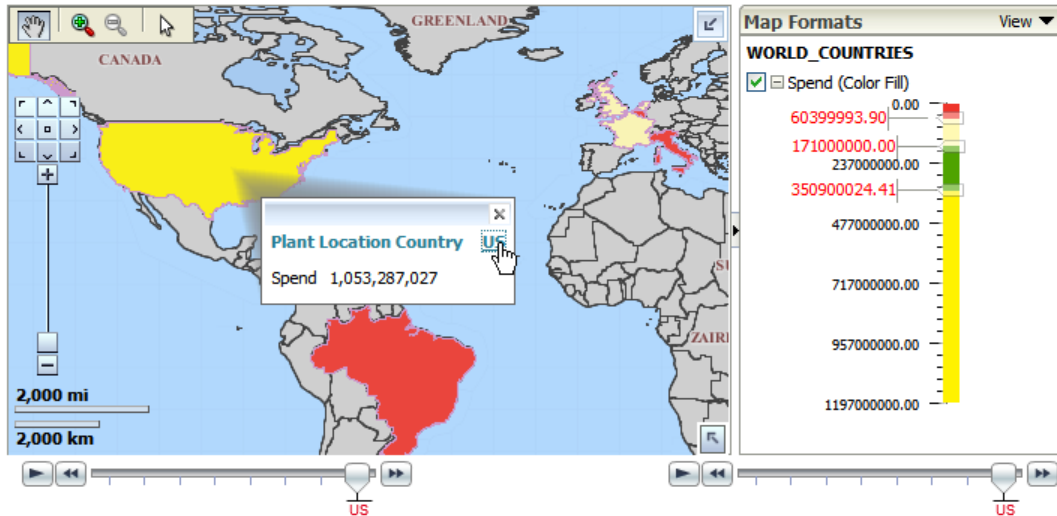 GREENLAND
CANADA
Plant Location Country US
Spend 1,053,287,027
2,000 mi
2,000 km
US
Map Formats View
WORLD_COUNTRIES
Spend (Color Fill)
0.00
60399993.90
171000000.00
237000000.00
350900024.41
477000000.00
717000000.00
957000000.00
1197000000.00
US